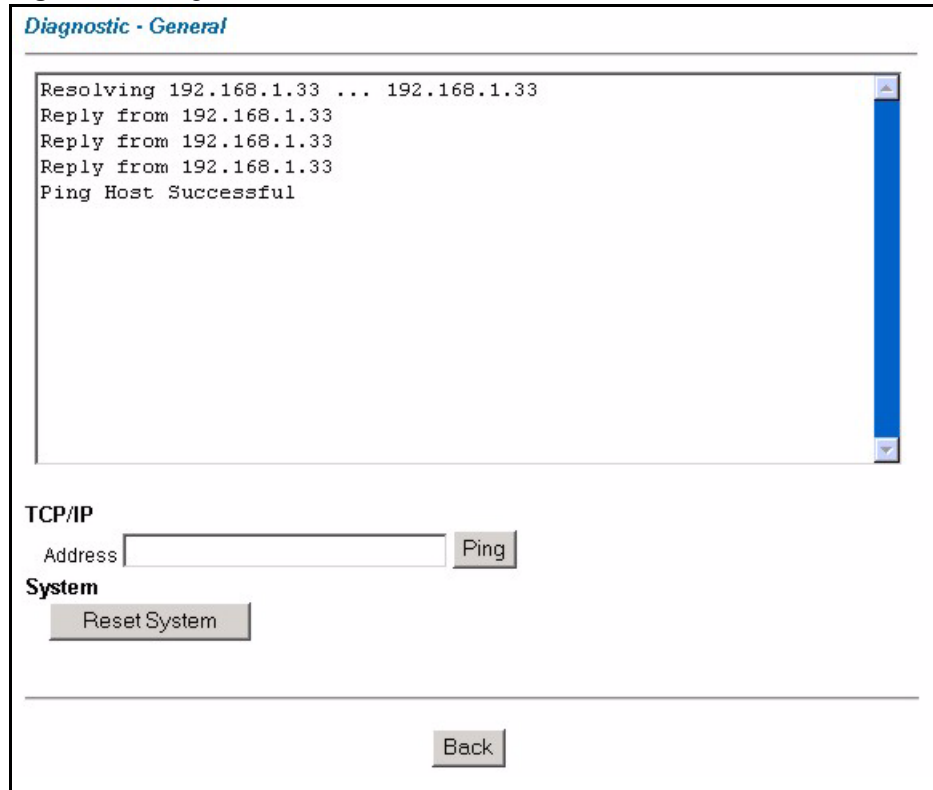 Diagnostic - General
Resolving 192.168.1.33 ... 192.168.1.33
Reply from 192.168.1.33
Reply from 192.168.1.33
Reply from 192.168.1.33
Ping Host Successful
TCP/IP
Address Ping
System
Reset System
Back